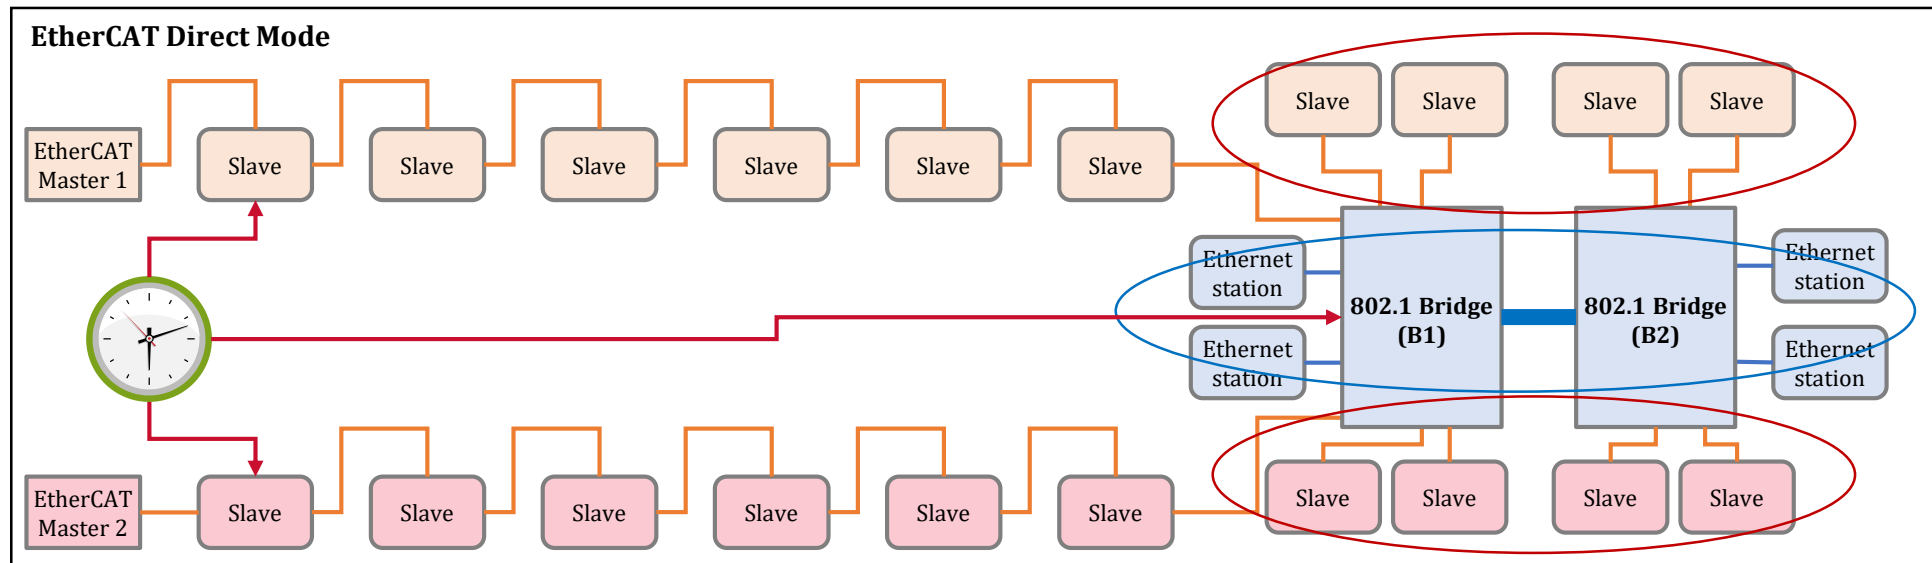 EtherCAT Direct Mode
Slave
Slave
Slave
Slave
EtherCAT
Master 1
Slave
Slave
Slave
Slave
Slave
Slave
Ethernet
station
Ethernet
station
802.1 Bridge
(B1)
802.1 Bridge
(B2)
Ethernet
station
Ethernet
station
EtherCAT
Master 2
Slave
Slave
Slave
Slave
Slave
Slave
Slave
Slave
Slave
Slave